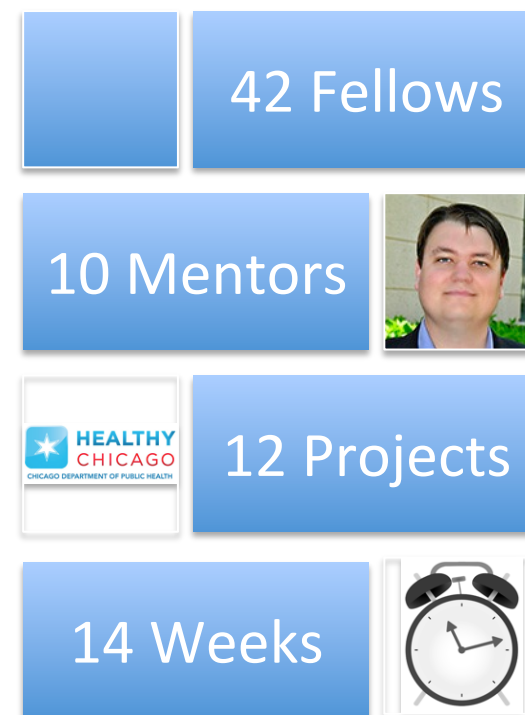 42 Fellows
10 Mentors
HEALTHY
CHICAGO
CHICAGO DEPARTMENT OF PUBLIC HEALTH
12 Projects
14 Weeks